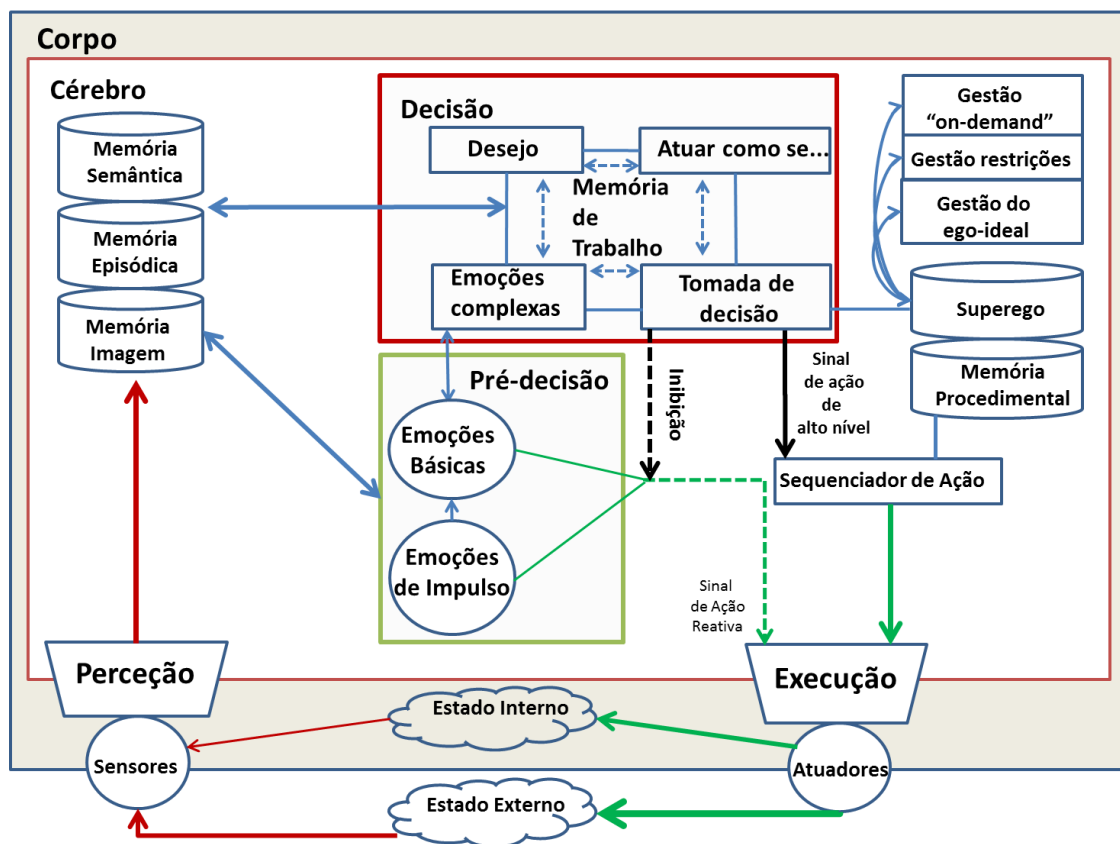 Corpo
Cérebro
Memória
Semântica
Memória
Episódica
Memória
Imagem
Decisão
Desejo
Atuar como se...
Memória
de
Trabalho
Emoções
complexas
Tomada de
decisão
Gestão
“on-demand”
Gestão restrições
Gestão do
ego-ideal
Superego
Memória
Procedimental
Pré-decisão
Emoções
Básicas
Emoções
de Impulso
Inibição
Sinal
de ação
de
alto nível
Sequenciador de Ação
Sinal
de Ação
Reativa
Perceção
Execução
Sensores
Estado Interno
Atuadores
Estado Externo